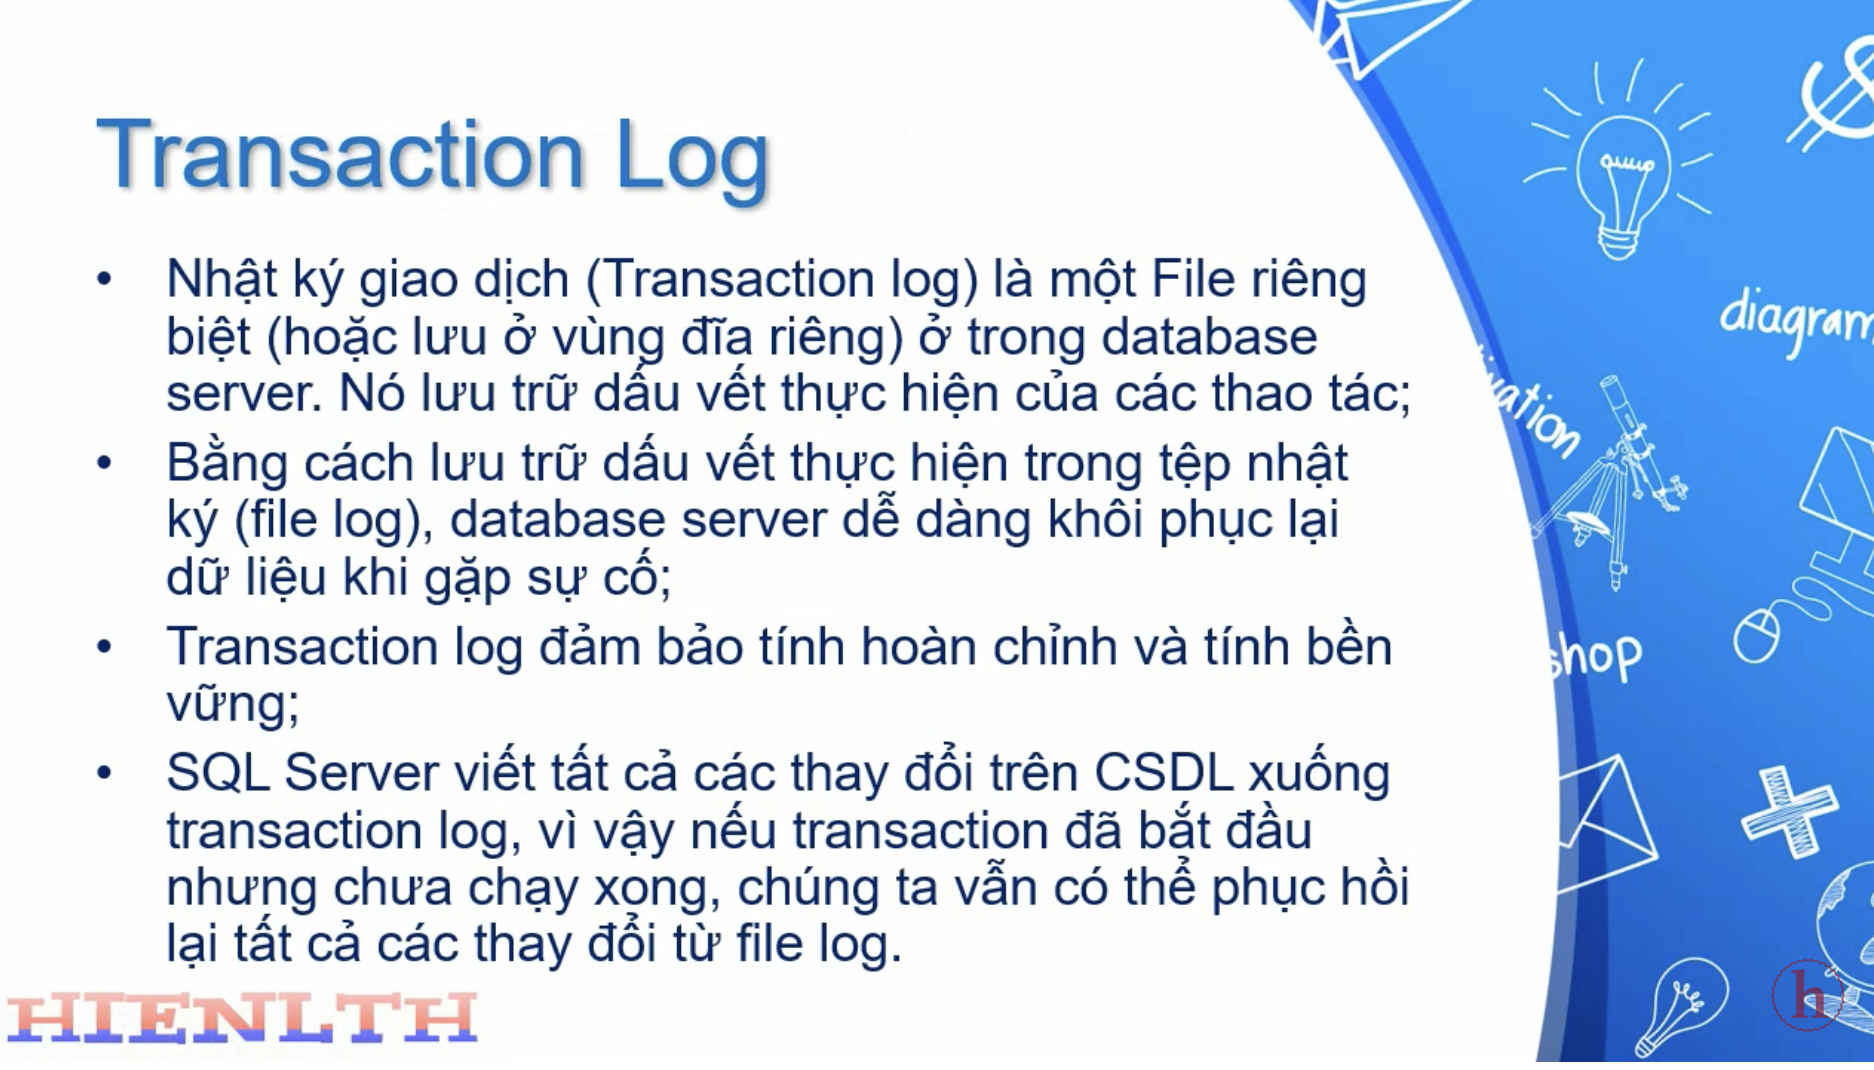 Transaction Log
• Nhật ký giao dịch (Transaction log) là một File riêng
biệt (hoặc lưu ở vùng đĩa riêng) ở trong database
server. Nó lưu trữ dấu vết thực hiện của các thao tác;
• Bằng cách lưu trữ dấu vết thực hiện trong tệp nhật
ký (file log), database server dễ dàng khôi phục lại
dữ liệu khi gặp sự cố;
• Transaction log đảm bảo tính hoàn chỉnh và tính bền
vững;
• SQL Server viết tất cả các thay đổi trên CSDL xuống
transaction log, vì vậy nếu transaction đã bắt đầu
nhưng chưa chạy xong, chúng ta vẫn có thể phục hồi
lại tất cả các thay đổi từ file log.
HIENLTH
$
diagram
vation
shop
h